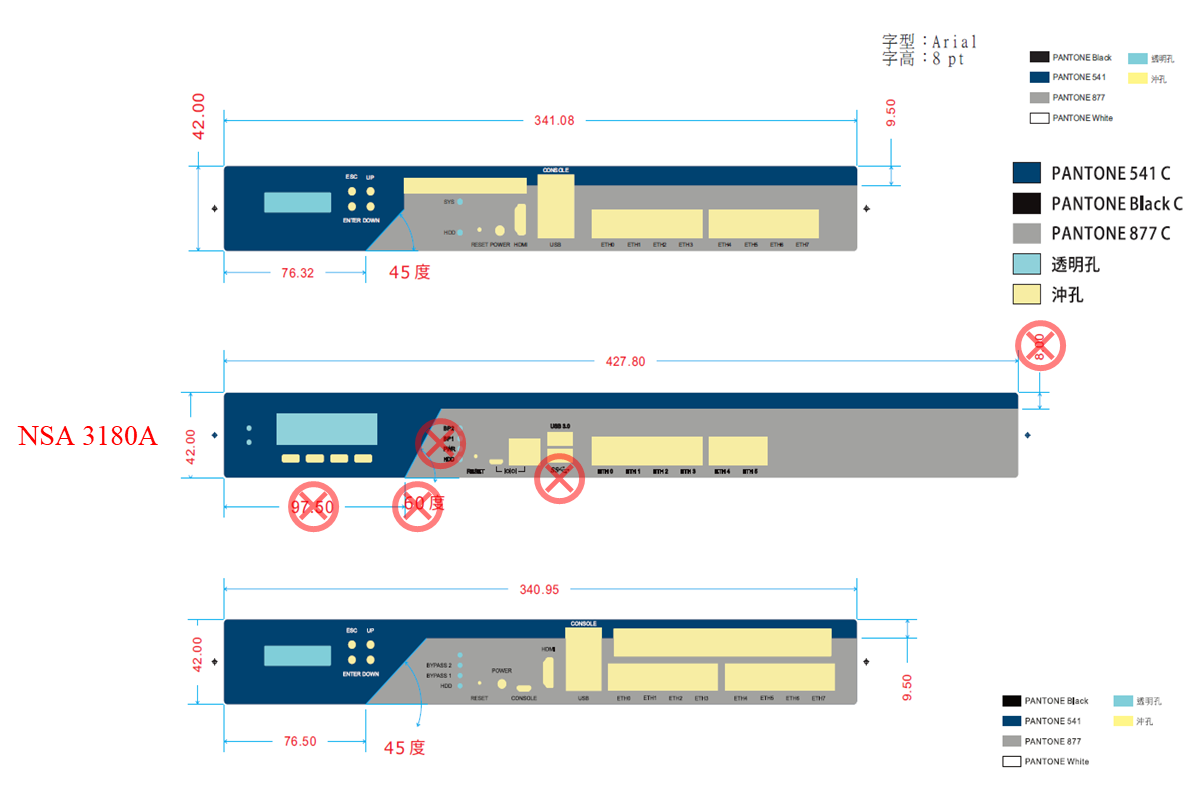 字型：Arial
字高：8 pt
PANTONE Black
透明孔
PANTONE 541
沖孔
PANTONE 877
PANTONE White
42.00
341.08
9.50
CONSOLE
ESC UP
SYS
ENTER DOWN
HDD
RESET POWER HDMI USB ETH0 ETH1 ETH2 ETH3 ETH4 ETH5 ETH6 ETH7
76.32
45度
PANTONE 541 C
PANTONE Black C
PANTONE 877 C
透明孔
沖孔
427.80
8.00
NSA 3180A
42.00
USB 3.0
BP2
BP1
PWR
HDD
RESET
IOIOI
ETH 0 ETH 1 ETH 2 ETH 3 ETH 4 ETH 5
97.50
60度
340.95
42.00
CONSOLE
ESC UP
HDMI
BYPASS 2
BYPASS 1
HDD
POWER
ENTER DOWN
RESET CONSOLE USB ETH0 ETH1 ETH2 ETH3 ETH4 ETH5 ETH6 ETH7
9.50
76.50
45度
PANTONE Black
透明孔
PANTONE 541
沖孔
PANTONE 877
PANTONE White